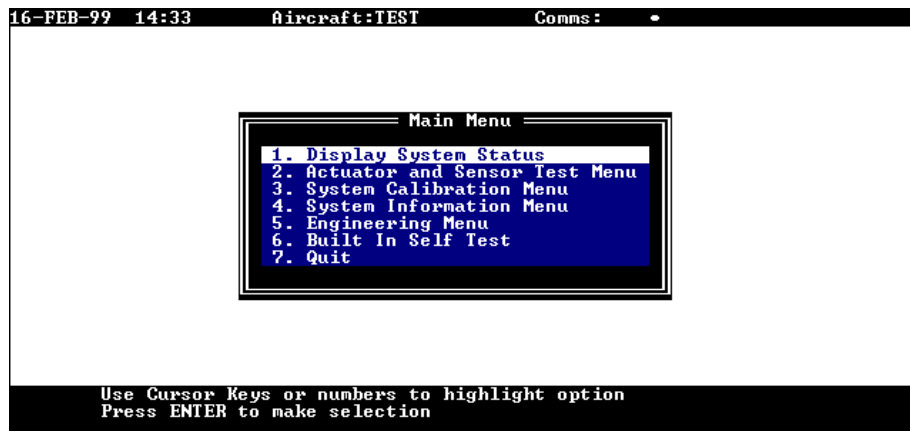 16-FEB-99 14:33 Aircraft:TEST Comms:
Main Menu
1. Display System Status
2. Actuator and Sensor Test Menu
3. System Calibration Menu
4. System Information Menu
5. Engineering Menu
6. Built In Self Test
7. Quit
Use Cursor Keys or numbers to highlight option
Press ENTER to make selection